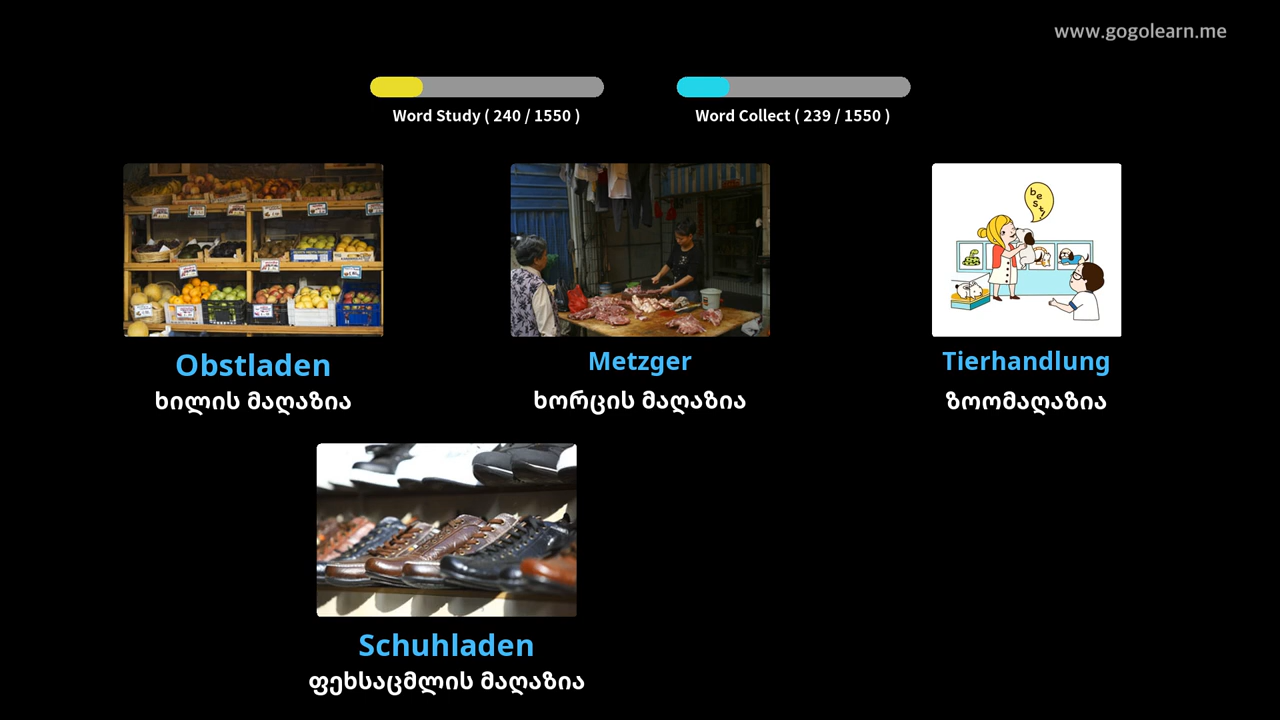 www.gogolearn.me
Word Study ( 240 / 1550 )
Word Collect ( 239 / 1550 )
best
Obstladen
ხილის მაღაზია
Metzger
ხორცის მაღაზია
Tierhandlung
ზოომაღაზია
Schuhladen
ფეხსაცმლის მაღაზია